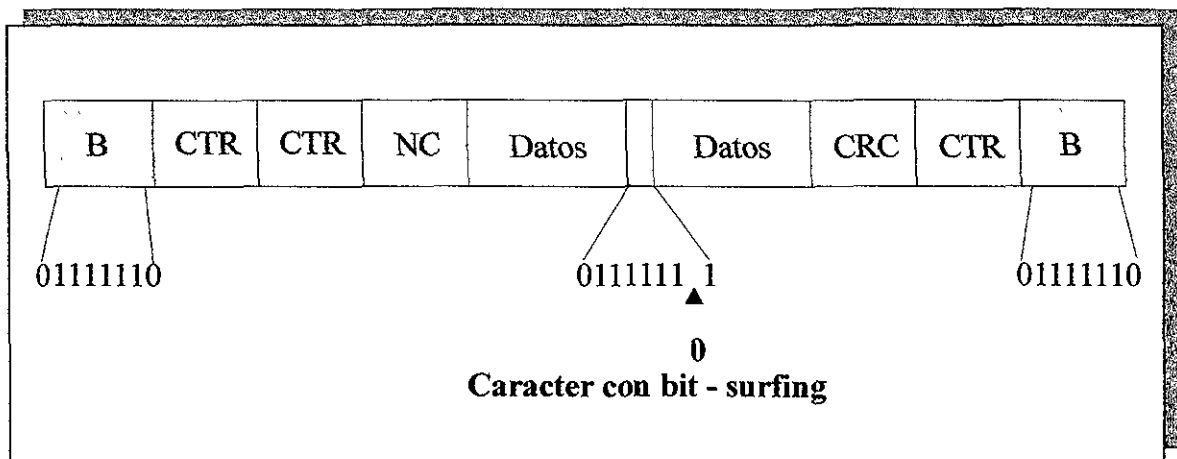 B CTR CTR NC Datos Datos CRC CTR B
01111110 0111111 1 01111110
0
Caracter con bit - surfing